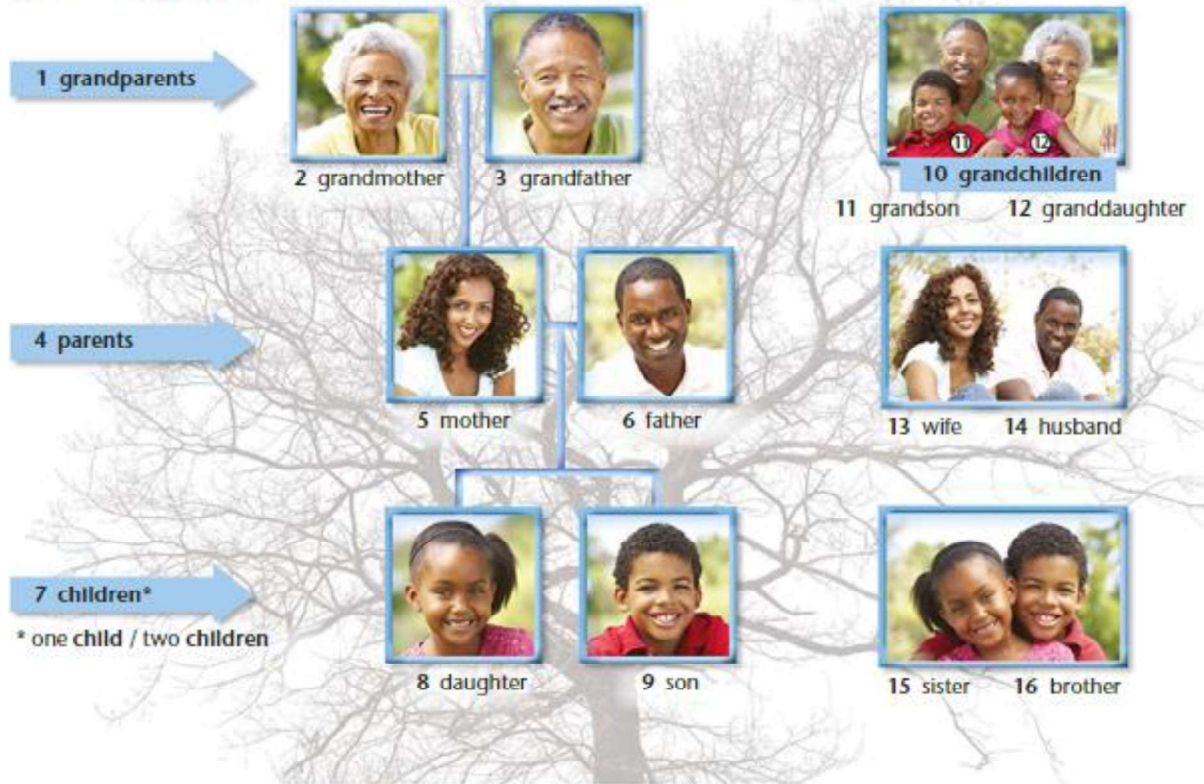 1 grandparents
2 grandmother
3 grandfather
11
12
10 grandchildren
11 grandson
12 granddaughter
4 parents
5 mother
6 father
13 wife
14 husband
7 children*
* one child / two children
8 daughter
9 son
15 sister
16 brother